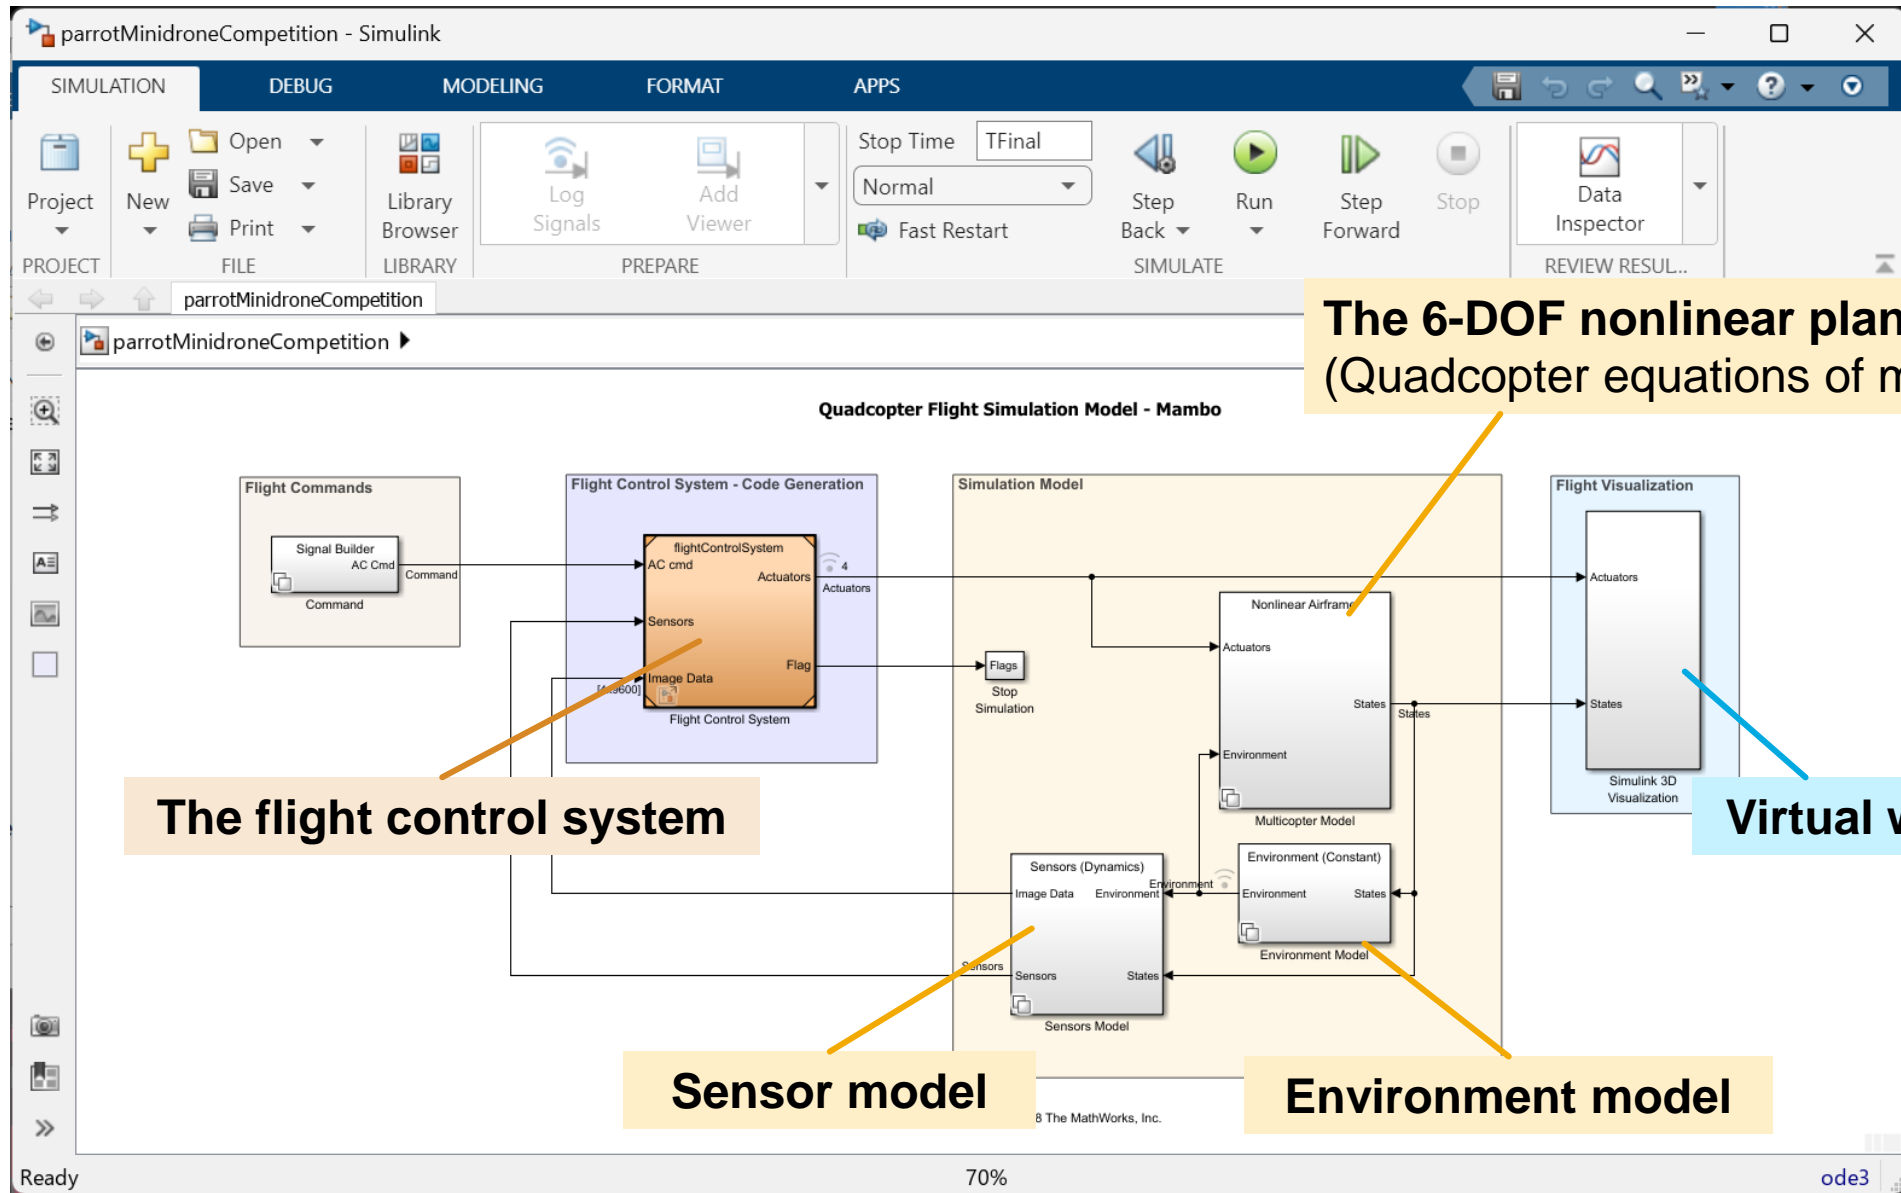 parrotMinidroneCompetition - Simulink
SIMULATION DEBUG MODELING FORMAT APPS
Project
New
Open
Save
Print
Library
Browser
Log
Signals
Add
Viewer
Stop Time TFinal
Normal
Fast Restart
Step
Back
Run
Step
Forward
Stop
Data
Inspector
PROJECT FILE LIBRARY PREPARE SIMULATE REVIEW RESUL...
parrotMinidroneCompetition
parrotMinidroneCompetition
The 6-DOF nonlinear plan
(Quadcopter equations of m
Quadcopter Flight Simulation Model - Mambo
Flight Commands
Signal Builder
AC Cmd
Command
Command
Flight Control System - Code Generation
flightControlSystem
AC cmd
Actuators
4
Actuators
Sensors
Flag
Image Data
Flight Control System
The flight control system
Simulation Model
Flags
Stop
Simulation
Nonlinear Airframe
Actuators
States
States
Environment
Multicopter Model
Sensors (Dynamics)
Image Data
Environment
Environment
Sensors
Sensors
States
Sensors Model
Environment (Constant)
Environment
States
Environment Model
Flight Visualization
Actuators
States
Simulink 3D
Visualization
Virtual
Sensor model
Environment model
8 The MathWorks, Inc.
Ready
70%
ode3